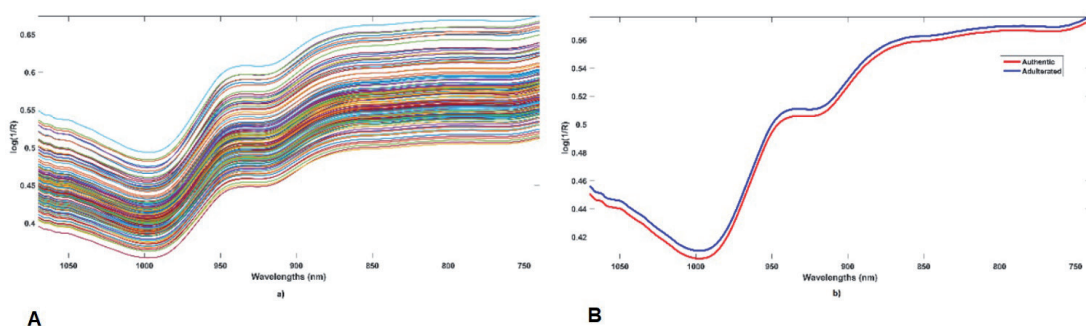 0.65
0.6
0.55
0.5
0.45
0.4
log(1/R)
1050 1000 950 900 850 800 750
Wavelengths (nm)
a)
A
0.56
0.54
0.52
0.5
0.48
0.46
0.44
0.42
log(1/R)
Authentic
Adulterated
1050 1000 950 900 850 800 750
Wavelengths (nm)
b)
B